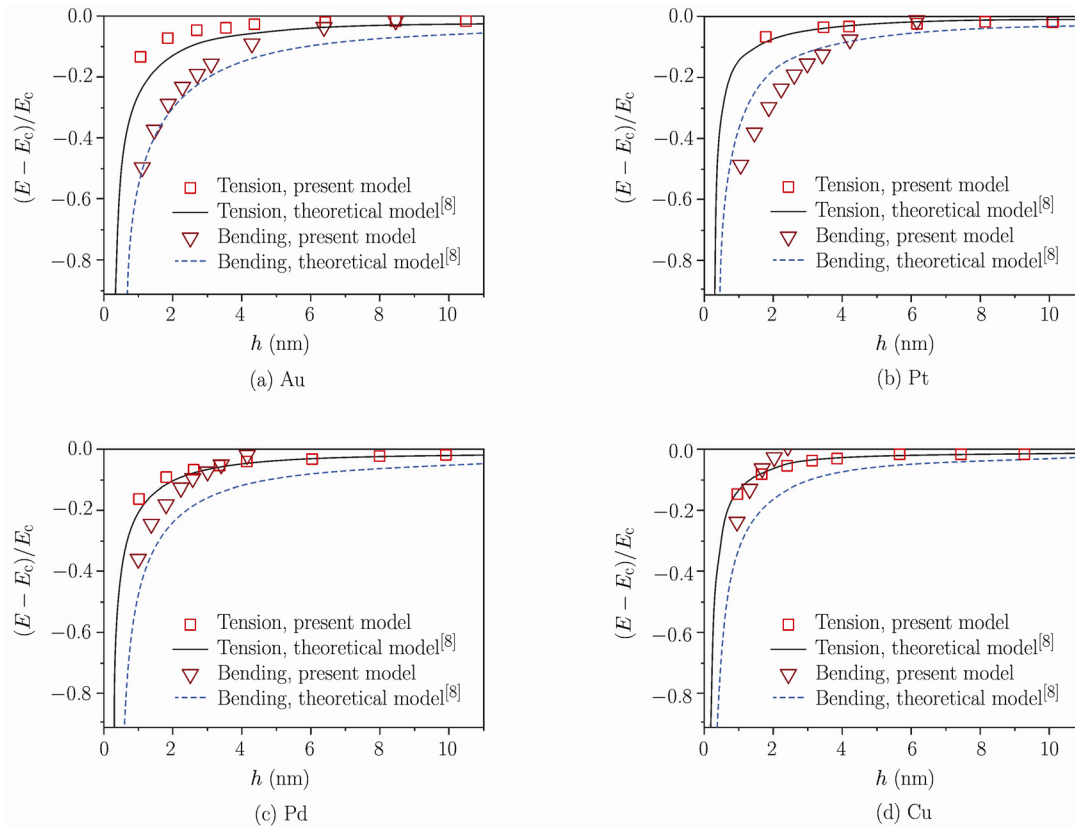 0.0
−0.2
−0.4
−0.6
−0.8
(E − Ec)/Ec
Tension, present model
Tension, theoretical model[8]
Bending, present model
Bending, theoretical model[8]
0 2 4 6 8 10
h (nm)
(a) Au
0.0
−0.2
−0.4
−0.6
−0.8
(E − Ec)/Ec
Tension, present model
Tension, theoretical model[8]
Bending, present model
Bending, theoretical model[8]
0 2 4 6 8 10
h (nm)
(b) Pt
0.0
−0.2
−0.4
−0.6
−0.8
(E − Ec)/Ec
Tension, present model
Tension, theoretical model[8]
Bending, present model
Bending, theoretical model[8]
0 2 4 6 8 10
h (nm)
(c) Pd
0.0
−0.2
−0.4
−0.6
−0.8
(E − Ec)/Ec
Tension, present model
Tension, theoretical model[8]
Bending, present model
Bending, theoretical model[8]
0 2 4 6 8 10
h (nm)
(d) Cu